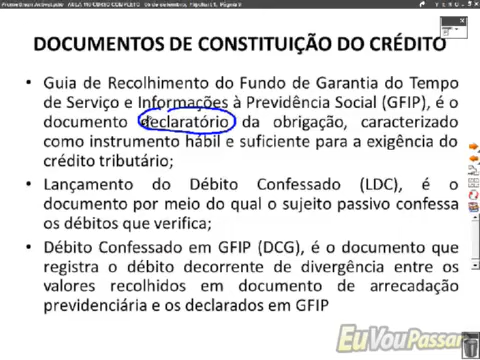 DOCUMENTOS DE CONSTITUIÇÃO DO CRÉDITO
• Guia de Recolhimento do Fundo de Garantia do Tempo
de Serviço e Informações à Previdência Social (GFIP), é o
documento declaratório da obrigação, caracterizado
como instrumento hábil e suficiente para a exigência do
crédito tributário;
• Lançamento do Débito Confessado (LDC), é o
documento por meio do qual o sujeito passivo confessa
os débitos que verifica;
• Débito Confessado em GFIP (DCG), é o documento que
registra o débito decorrente de divergência entre os
valores recolhidos em documento de arrecadação
previdenciária e os declarados em GFIP
EuVouPassar